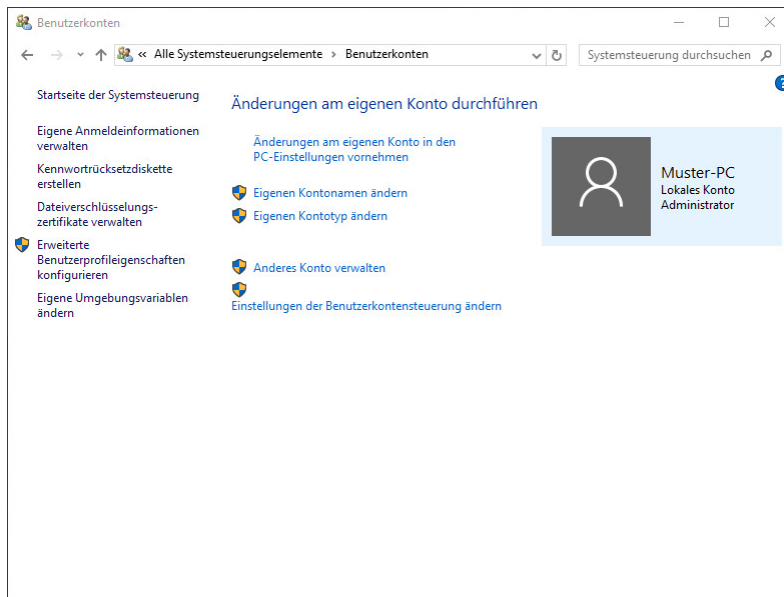 Benutzerkonten
« Alle Systemsteuerungselemente > Benutzerkonten
Systemsteuerung durchsuchen
Startseite der Systemsteuerung
Eigene Anmeldeinformationen
verwalten
Kennwortrücksetzdiskette
erstellen
Dateiverschlüsselungs-
zertifikate verwalten
Erweiterte
Benutzerprofileigenschaften
konfigurieren
Eigene Umgebungsvariablen
ändern
Änderungen am eigenen Konto durchführen
Änderungen am eigenen Konto in den
PC-Einstellungen vornehmen
Eigenen Kontonamen ändern
Eigenen Kontotyp ändern
Anderes Konto verwalten
Einstellungen der Benutzerkontensteuerung ändern
Muster-PC
Lokales Konto
Administrator